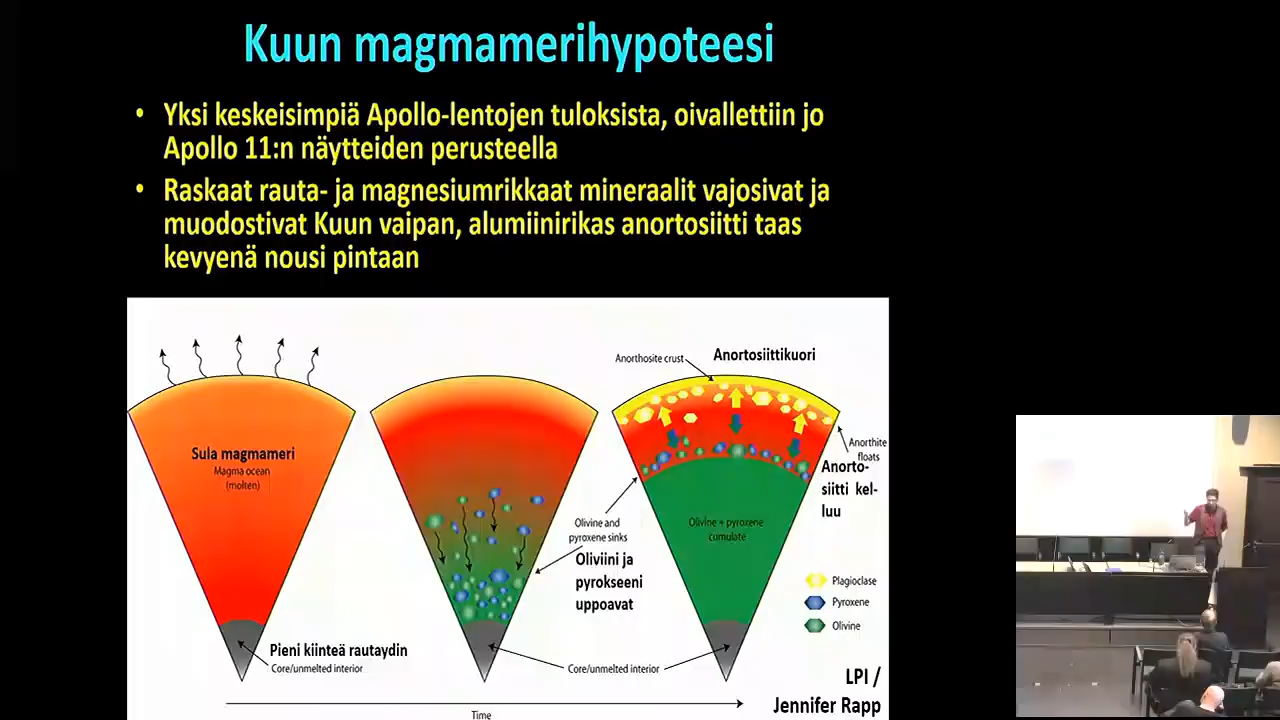 Kuun magmamerihypoteesi
• Yksi keskeisimpiä Apollo-lentojen tuloksista, oivallettiin jo
Apollo 11:n näytteiden perusteella
• Raskaat rauta- ja magnesiumrikkaat mineraalit vajosivat ja
muodostivat Kuun vaipan, alumiinirikas anortosiitti taas
kevyenä nousi pintaan
Sula magmameri
Magma ocean
(molten)
Pieni kiinteä rautaydin
Core/unmelted interior
Olivine and
pyroxene sinks
Oliviini ja
pyrokseeni
uppoavat
Core/unmelted interior
Anorthosite crust
Anortosiittikuori
Anorthite
floats
Anorto-
siitti kel-
luu
Olivine + pyroxene
cumulate
Plagioclase
Pyroxene
Olivine
LPI /
Jennifer Rapp
Time